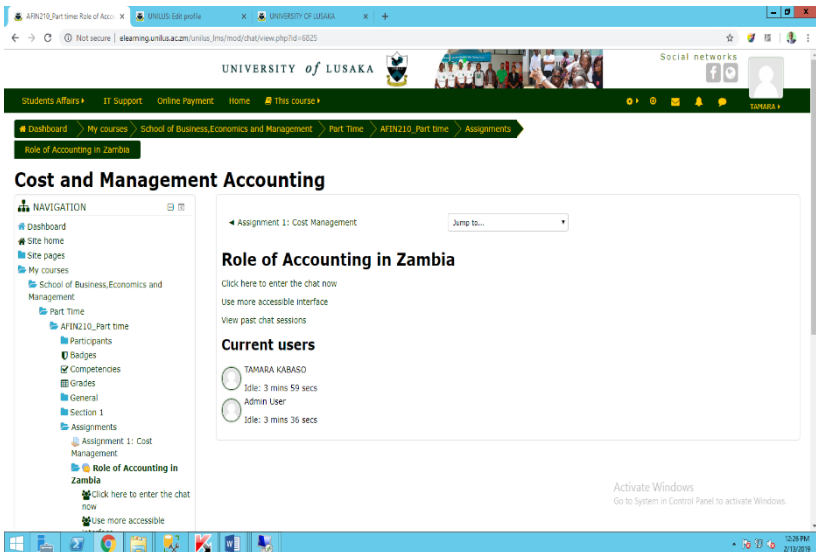 AFIN210_Part time: Role of Acco
UNILUS: Edit profile
UNIVERSITY OF LUSAKA
Not secure | elearning.unilus.ac.zm/unilus_lms/mod/chat/view.php?id=6825
UNIVERSITY of LUSAKA
Social networks
Students Affairs IT Support Online Payment Home This course
TAMARA
Dashboard My courses School of Business,Economics and Management Part Time AFIN210_Part time Assignments
Role of Accounting in Zambia
Cost and Management Accounting
NAVIGATION
Dashboard
Site home
Site pages
My courses
School of Business,Economics and
Management
Part Time
AFIN210_Part time
Participants
Badges
Competencies
Grades
General
Section 1
Assignments
Assignment 1: Cost
Management
Role of Accounting in
Zambia
Click here to enter the chat
now
Use more accessible
◄ Assignment 1: Cost Management
Jump to...
Role of Accounting in Zambia
Click here to enter the chat now
Use more accessible interface
View past chat sessions
Current users
TAMARA KABASO
Idle: 3 mins 59 secs
Admin User
Idle: 3 mins 36 secs
Activate Windows
Go to System in Control Panel to activate Windows.
12:26 PM
2/13/2019